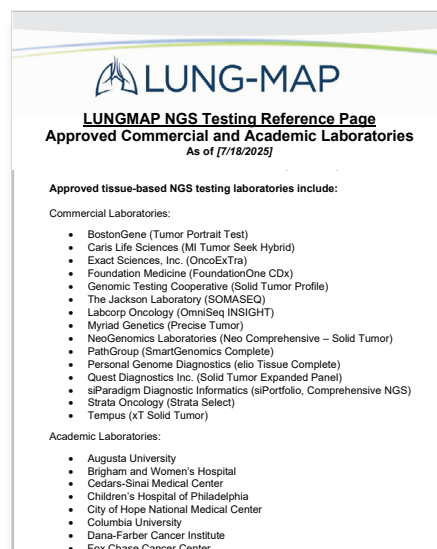 LUNG-MAP
LUNGMAP NGS Testing Reference Page
Approved Commercial and Academic Laboratories
As of [7/18/2025]
Approved tissue-based NGS testing laboratories include:
Commercial Laboratories:
• BostonGene (Tumor Portrait Test)
• Caris Life Sciences (MI Tumor Seek Hybrid)
• Exact Sciences, Inc. (OncoExTra)
• Foundation Medicine (FoundationOne CDx)
• Genomic Testing Cooperative (Solid Tumor Profile)
• The Jackson Laboratory (SOMASEQ)
• Labcorp Oncology (OmniSeq INSIGHT)
• Myriad Genetics (Precise Tumor)
• NeoGenomics Laboratories (Neo Comprehensive – Solid Tumor)
• PathGroup (SmartGenomics Complete)
• Personal Genome Diagnostics (elio Tissue Complete)
• Quest Diagnostics Inc. (Solid Tumor Expanded Panel)
• siParadigm Diagnostic Informatics (siPortfolio, Comprehensive NGS)
• Strata Oncology (Strata Select)
• Tempus (xT Solid Tumor)
Academic Laboratories:
• Augusta University
• Brigham and Women's Hospital
• Cedars-Sinai Medical Center
• Children's Hospital of Philadelphia
• City of Hope National Medical Center
• Columbia University
• Dana-Farber Cancer Institute
• Fox Chase Cancer Center